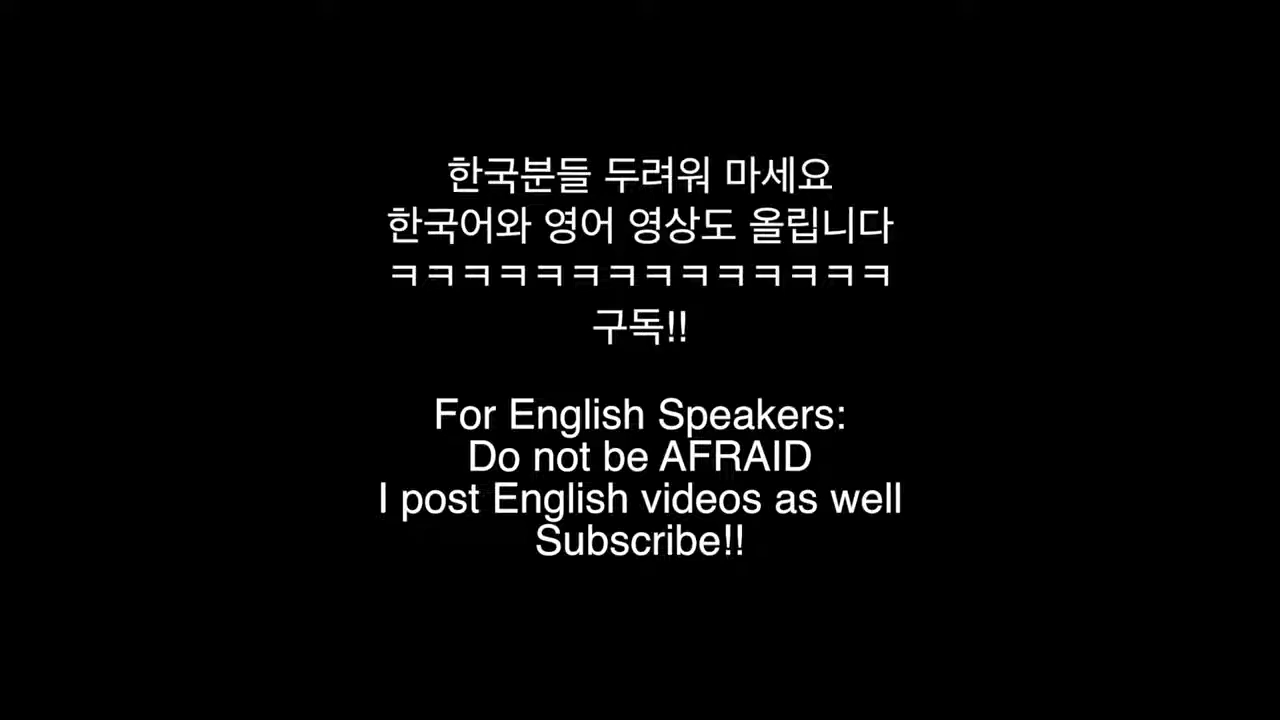 한국분들 두려워 마세요
한국어와 영어 영상도 올립니다
ㅋㅋㅋㅋㅋㅋㅋㅋㅋㅋㅋㅋㅋㅋ
구독!!
For English Speakers:
Do not be AFRAID
I post English videos as well
Subscribe!!